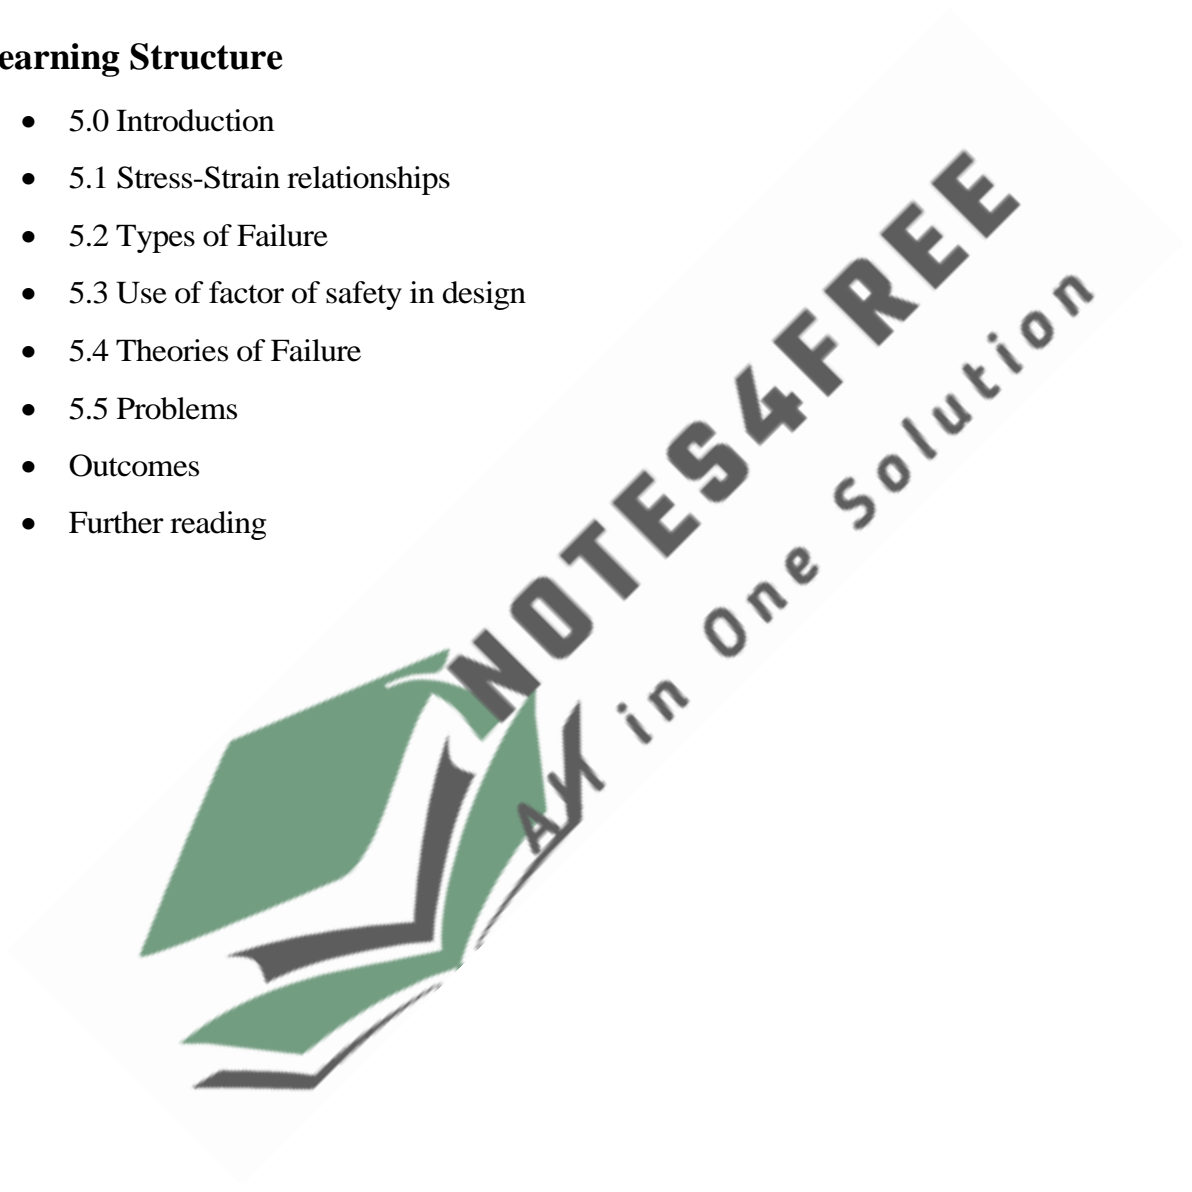 earning Structure
• 5.0 Introduction
• 5.1 Stress-Strain relationships
• 5.2 Types of Failure
• 5.3 Use of factor of safety in design
• 5.4 Theories of Failure
• 5.5 Problems
• Outcomes
• Further reading
NOTES4FREE
All in One Solution